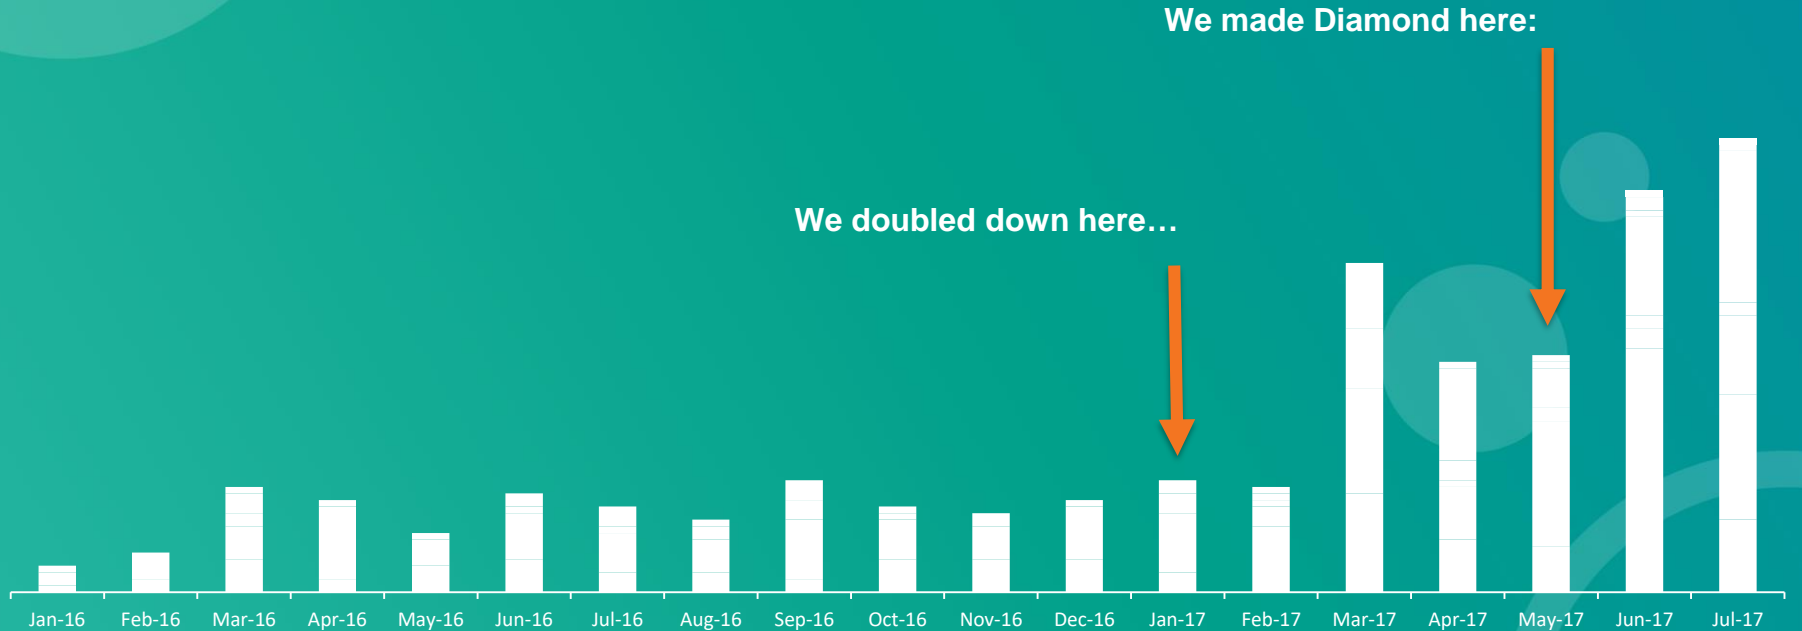 We made Diamond here:
We doubled down here…
Jan-16 Feb-16 Mar-16 Apr-16 May-16 Jun-16 Jul-16 Aug-16 Sep-16 Oct-16 Nov-16 Dec-16 Jan-17 Feb-17 Mar-17 Apr-17 May-17 Jun-17 Jul-17